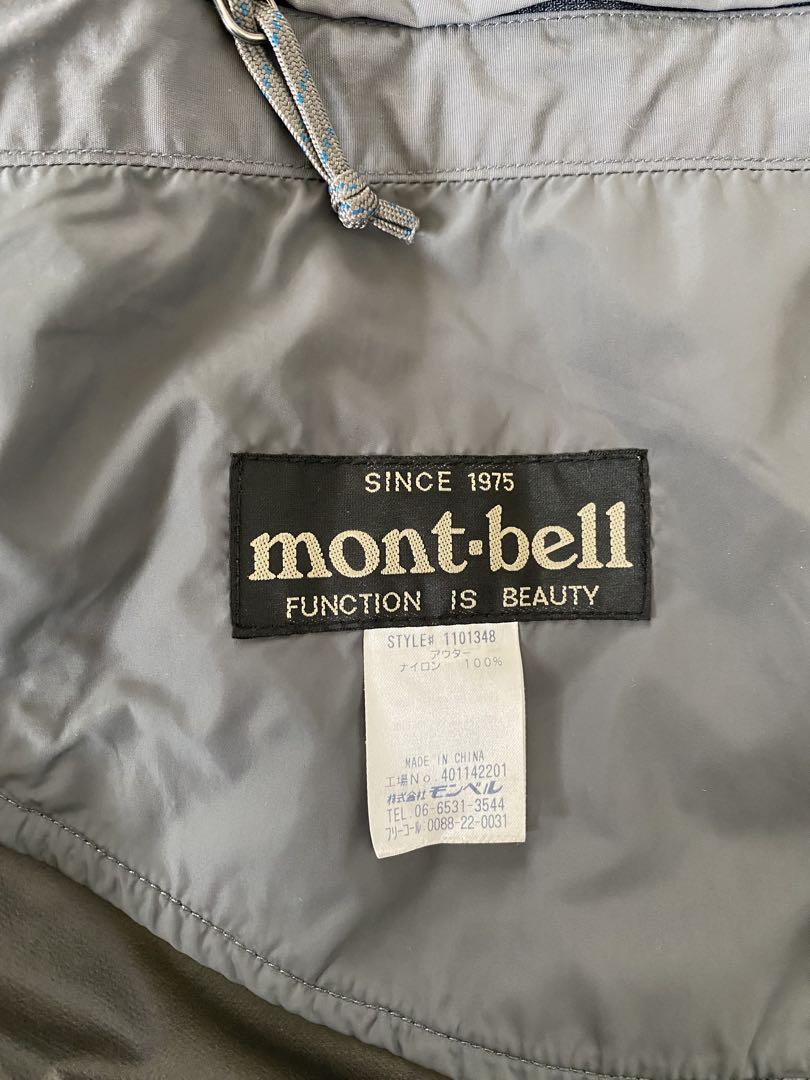 SINCE 1975
mont-bell
FUNCTION IS BEAUTY
STYLE# 1101348
アウター
ナイロン 100%
MADE IN CHINA
工場No.401142201
株式会社モンベル
TEL.06-6531-3544
フリーコール.0088-22-0031